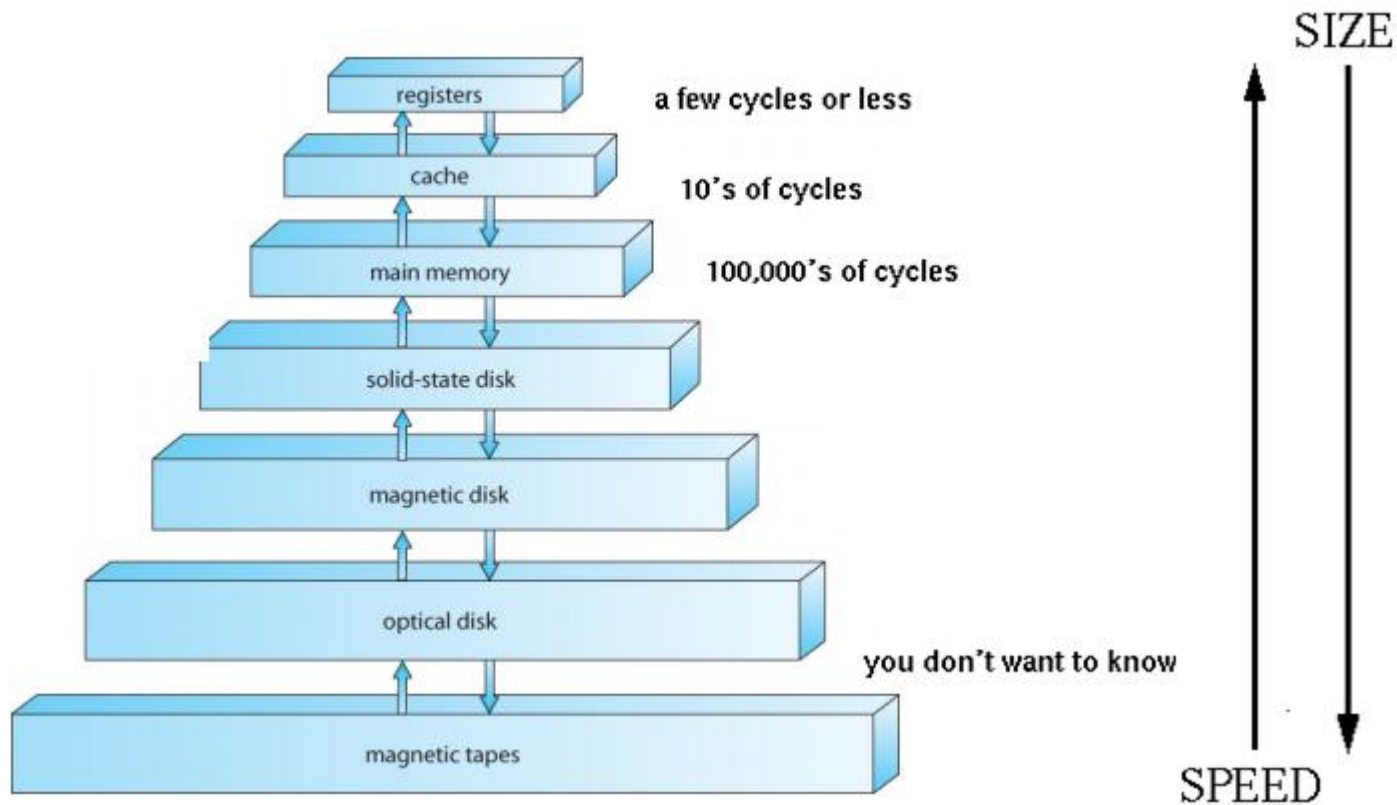 SIZE
registers
a few cycles or less
cache
10's of cycles
main memory
100,000's of cycles
solid-state disk
magnetic disk
optical disk
you don't want to know
magnetic tapes
SPEED